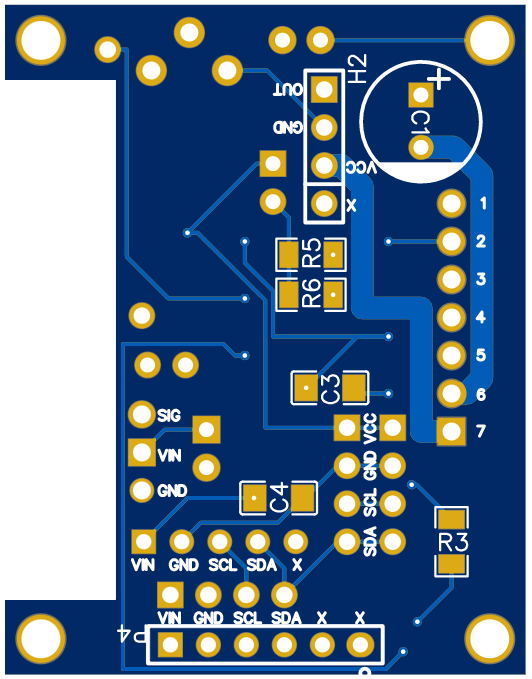 H2
OUT
GND
VCC
X
C1
+
1
2
3
4
5
6
7
R5
R6
C3
SIG
VIN
GND
VCC
GND
SCL
SDA
C4
R3
VIN GND SCL SDA X
VIN GND SCL SDA X X
P4